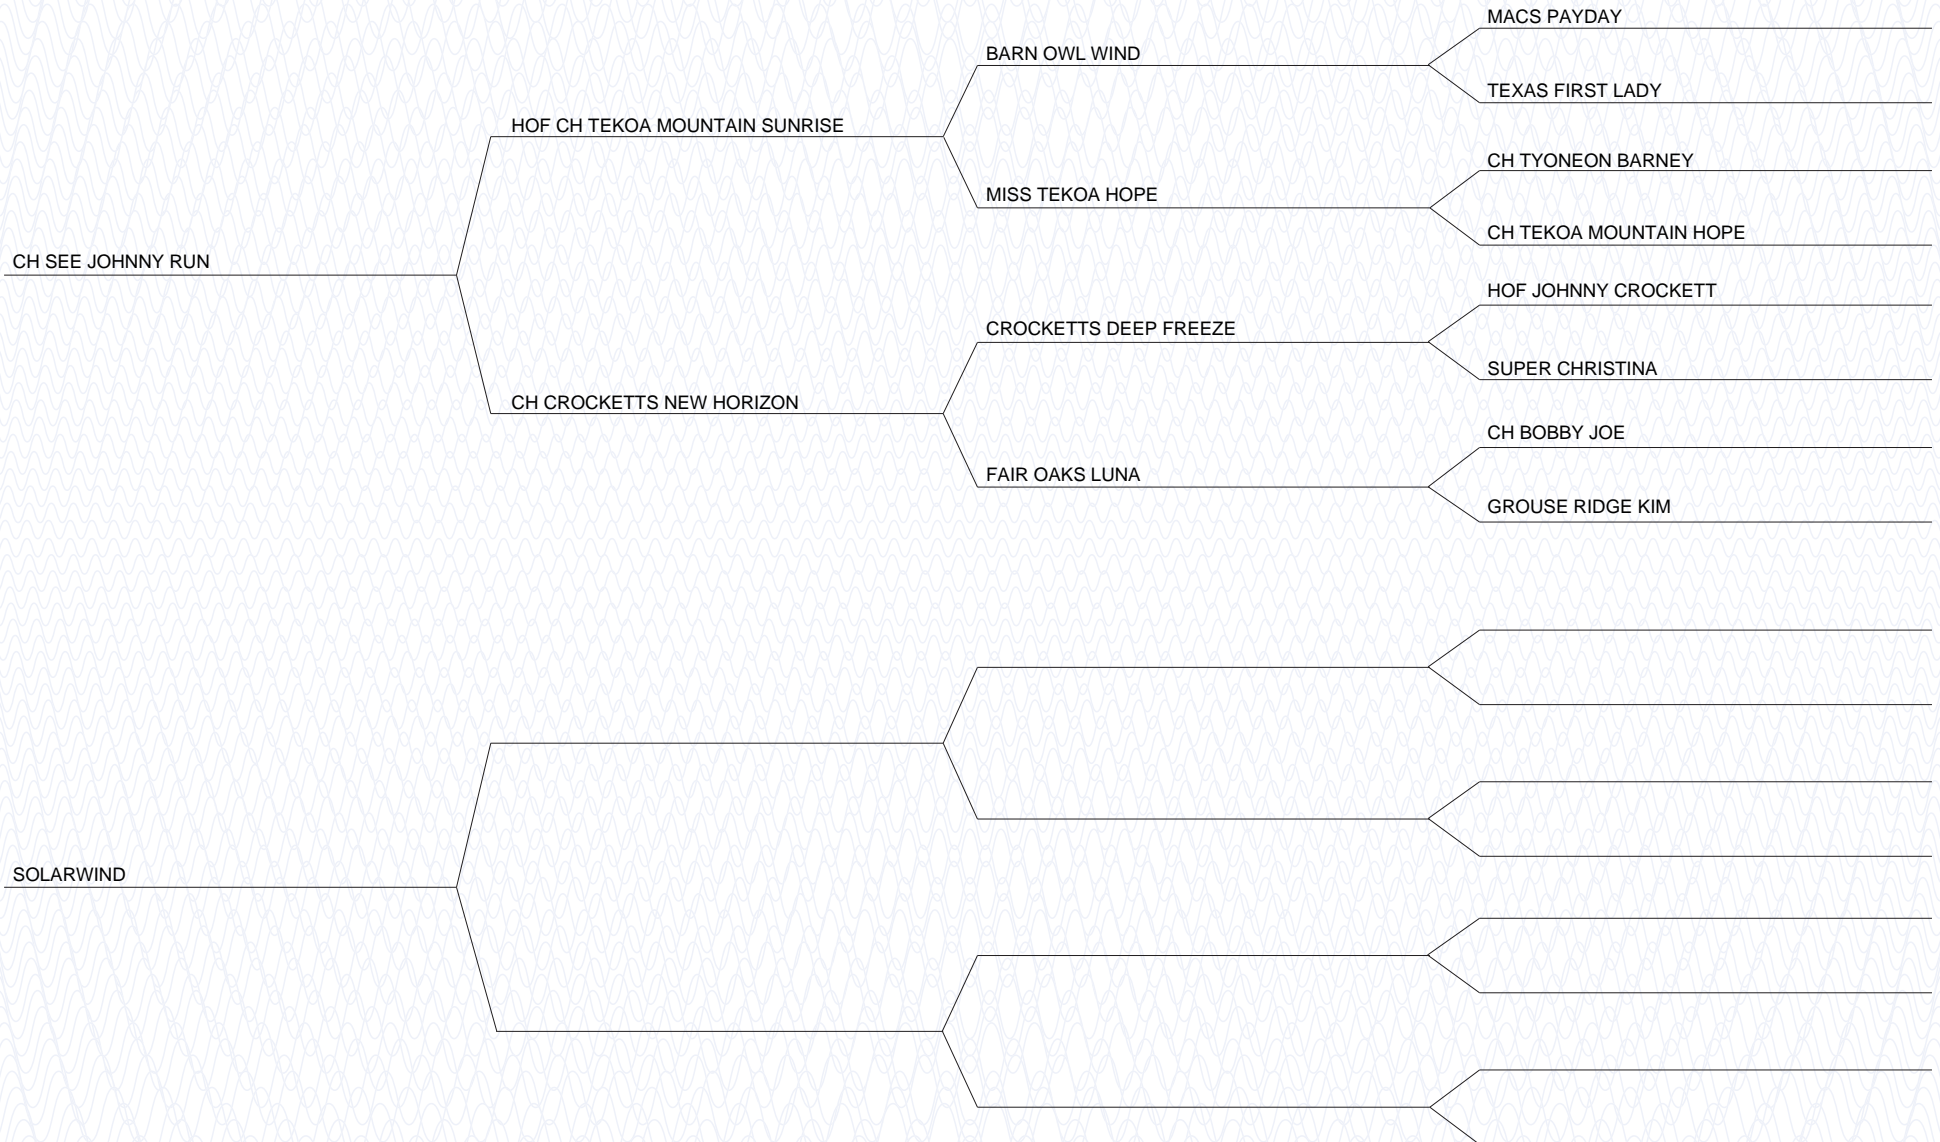 MACS PAYDAY
BARN OWL WIND
TEXAS FIRST LADY
HOF CH TEKOA MOUNTAIN SUNRISE
CH TYONEON BARNEY
MISS TEKOA HOPE
CH TEKOA MOUNTAIN HOPE
CH SEE JOHNNY RUN
HOF JOHNNY CROCKETT
CROCKETTS DEEP FREEZE
SUPER CHRISTINA
CH CROCKETTS NEW HORIZON
CH BOBBY JOE
FAIR OAKS LUNA
GROUSE RIDGE KIM
SOLARWIND